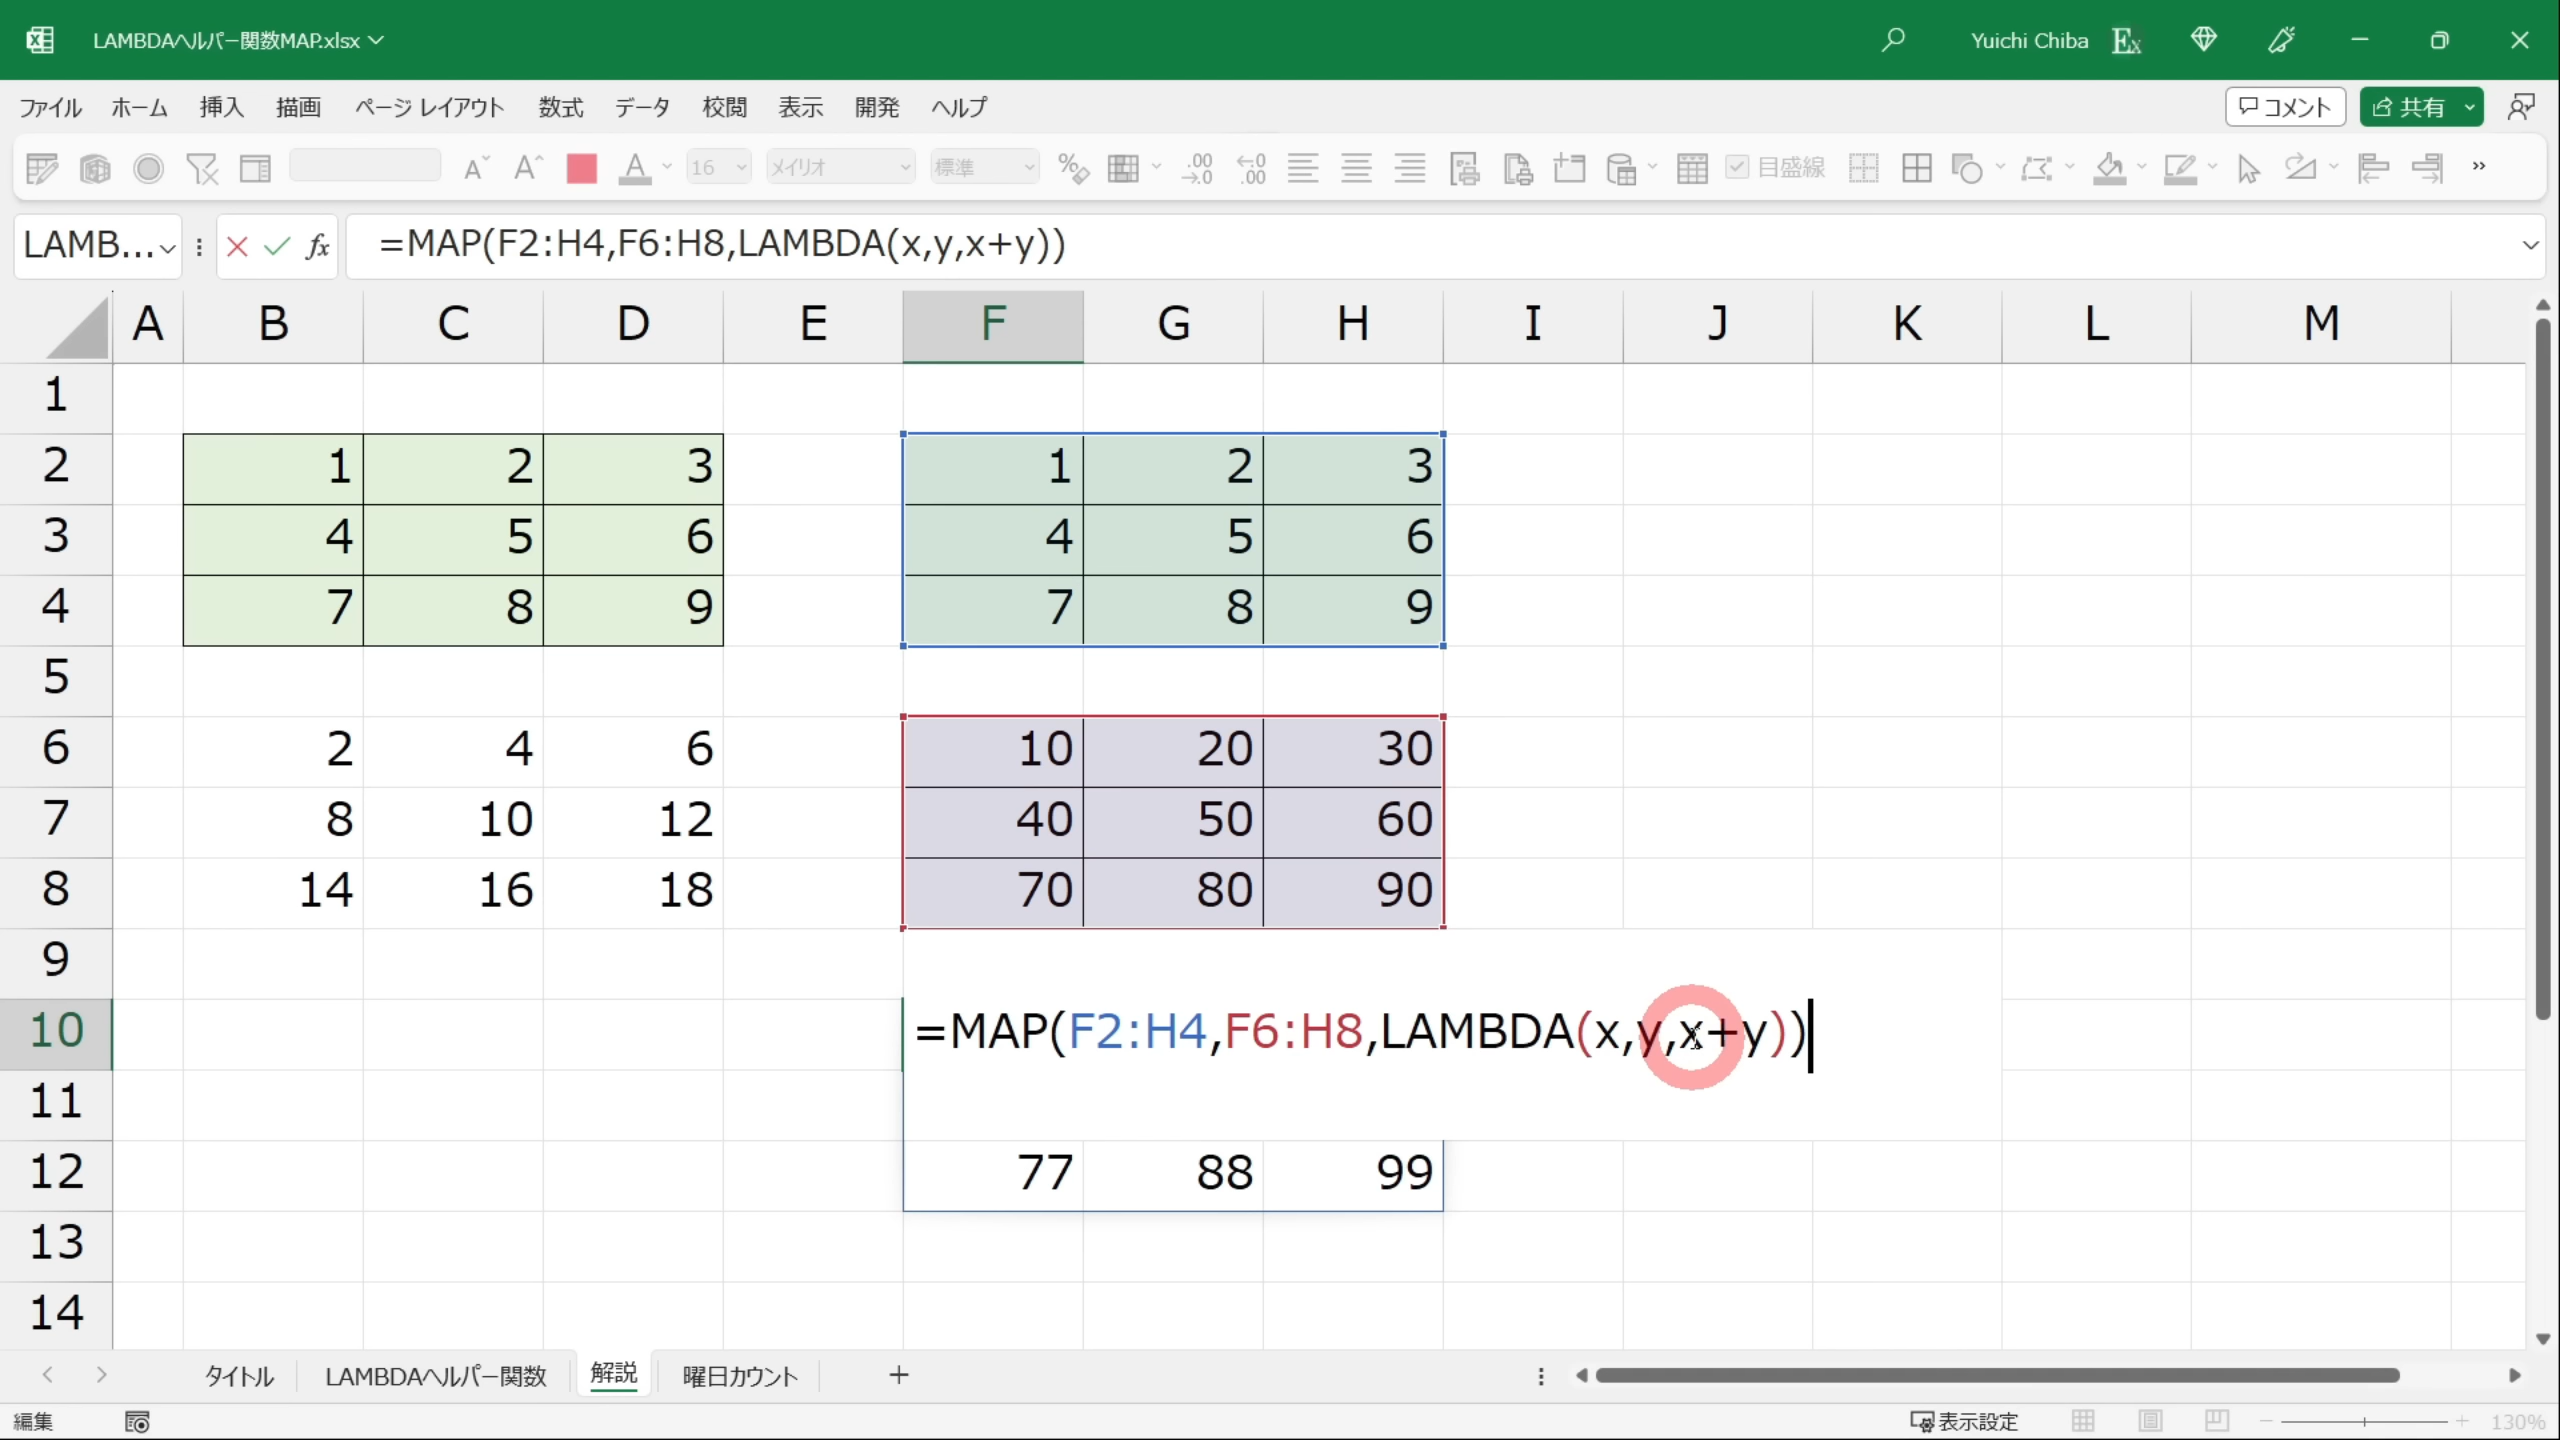 LAMBDAヘルパー関数MAP.xlsx
Yuichi Chiba
ファイル ホーム 挿入 描画 ページ レイアウト 数式 データ 校閲 表示 開発 ヘルプ コメント 共有
16 メイリオ 標準 目盛線
LAMB... fx =MAP(F2:H4,F6:H8,LAMBDA(x,y,x+y))
A B C D E F G H I J K L M
1
2 1 2 3 1 2 3
3 4 5 6 4 5 6
4 7 8 9 7 8 9
5
6 2 4 6 10 20 30
7 8 10 12 40 50 60
8 14 16 18 70 80 90
9
10 =MAP(F2:H4,F6:H8,LAMBDA(x,y,x+y))
11
12 77 88 99
13
14
タイトル LAMBDAヘルパー関数 解説 曜日カウント
編集 表示設定 130%